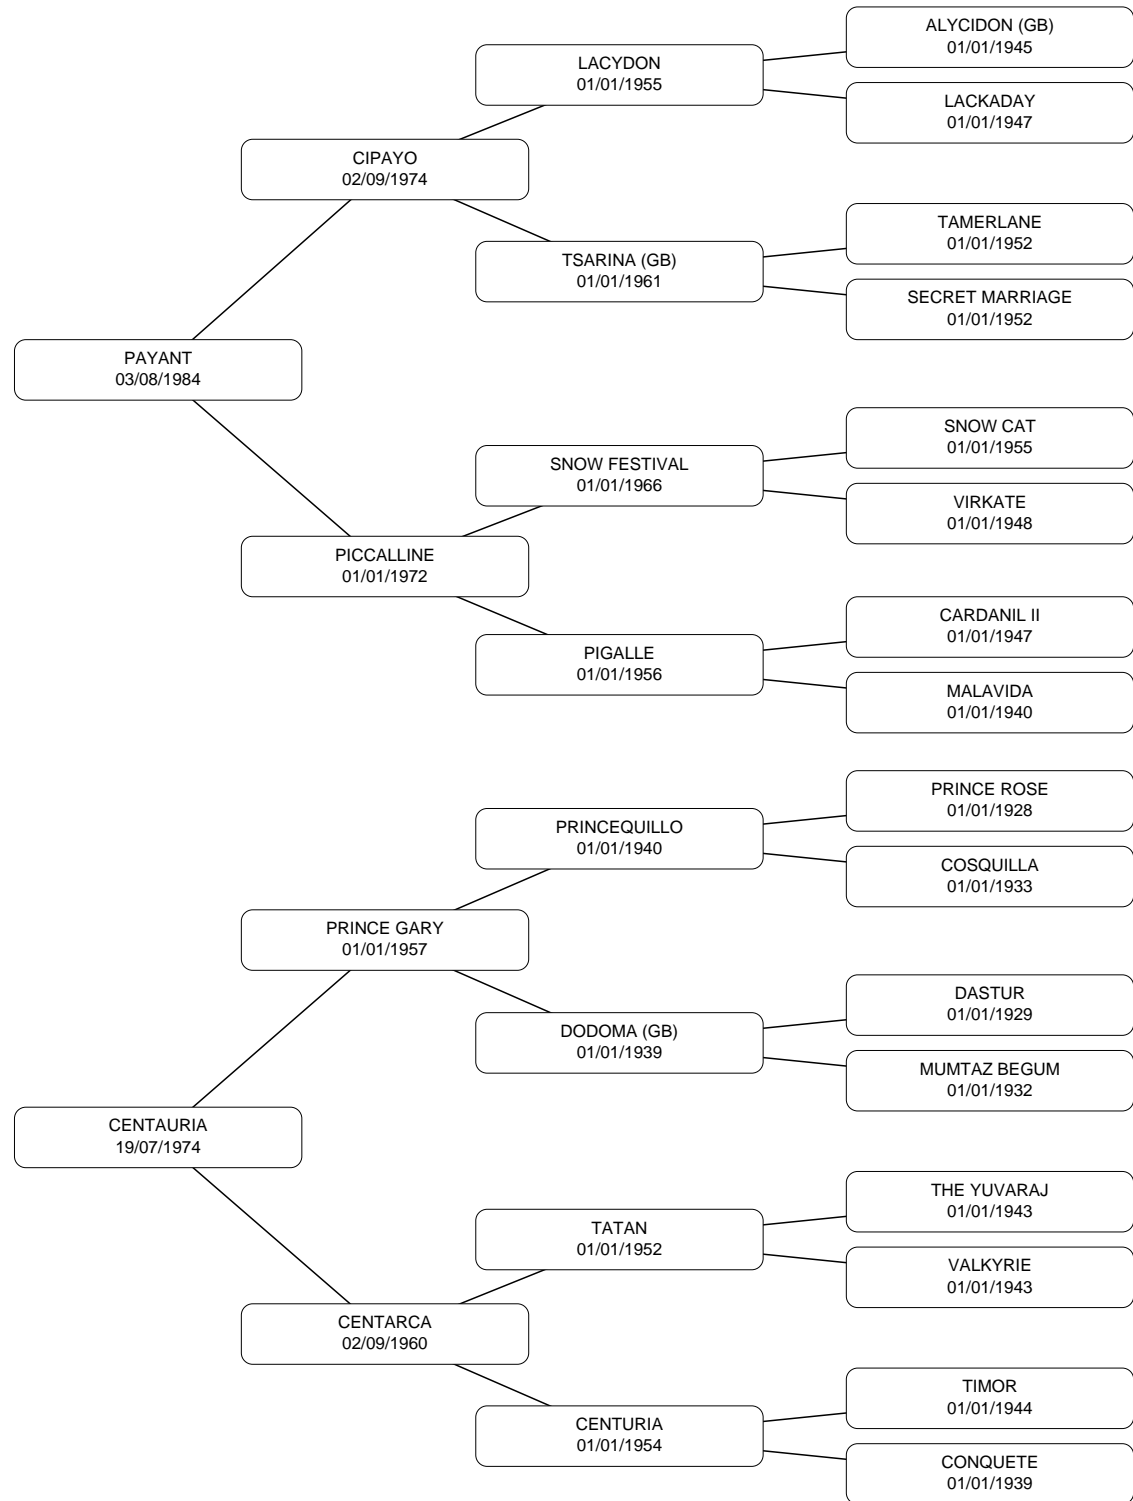 ALYCIDON (GB)
01/01/1945
LACYDON
01/01/1955
LACKADAY
01/01/1947
CIPAYO
02/09/1974
TAMERLANE
01/01/1952
TSARINA (GB)
01/01/1961
SECRET MARRIAGE
01/01/1952
PAYANT
03/08/1984
SNOW CAT
01/01/1955
SNOW FESTIVAL
01/01/1966
VIRKATE
01/01/1948
PICCALLINE
01/01/1972
CARDANIL II
01/01/1947
PIGALLE
01/01/1956
MALAVIDA
01/01/1940
PRINCE ROSE
01/01/1928
PRINCEQUILLO
01/01/1940
COSQUILLA
01/01/1933
PRINCE GARY
01/01/1957
DASTUR
01/01/1929
DODOMA (GB)
01/01/1939
MUMTAZ BEGUM
01/01/1932
CENTAURIA
19/07/1974
THE YUVARAJ
01/01/1943
TATAN
01/01/1952
VALKYRIE
01/01/1943
CENTARCA
02/09/1960
TIMOR
01/01/1944
CENTURIA
01/01/1954
CONQUETE
01/01/1939